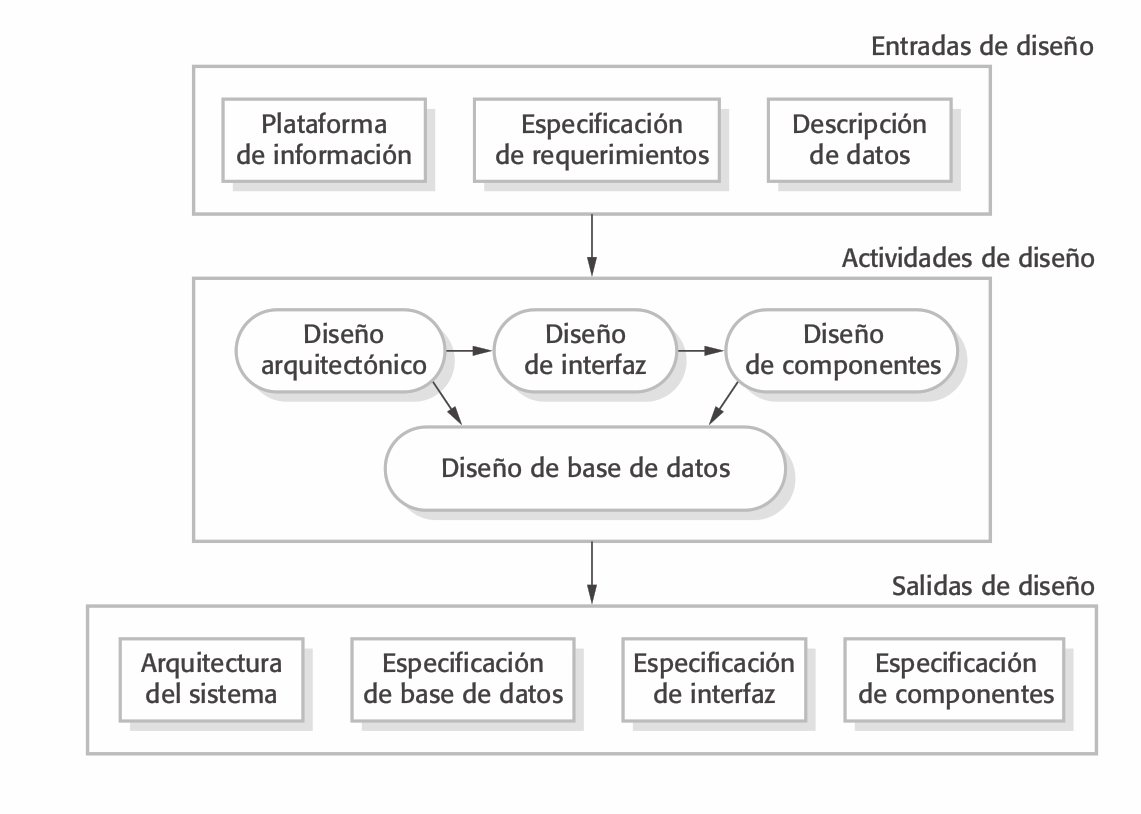 Entradas de diseño
Plataforma
de información
Especificación
de requerimientos
Descripción
de datos
Actividades de diseño
Diseño
arquitectónico
Diseño
de interfaz
Diseño
de componentes
Diseño de base de datos
Salidas de diseño
Arquitectura
del sistema
Especificación
de base de datos
Especificación
de interfaz
Especificación
de componentes